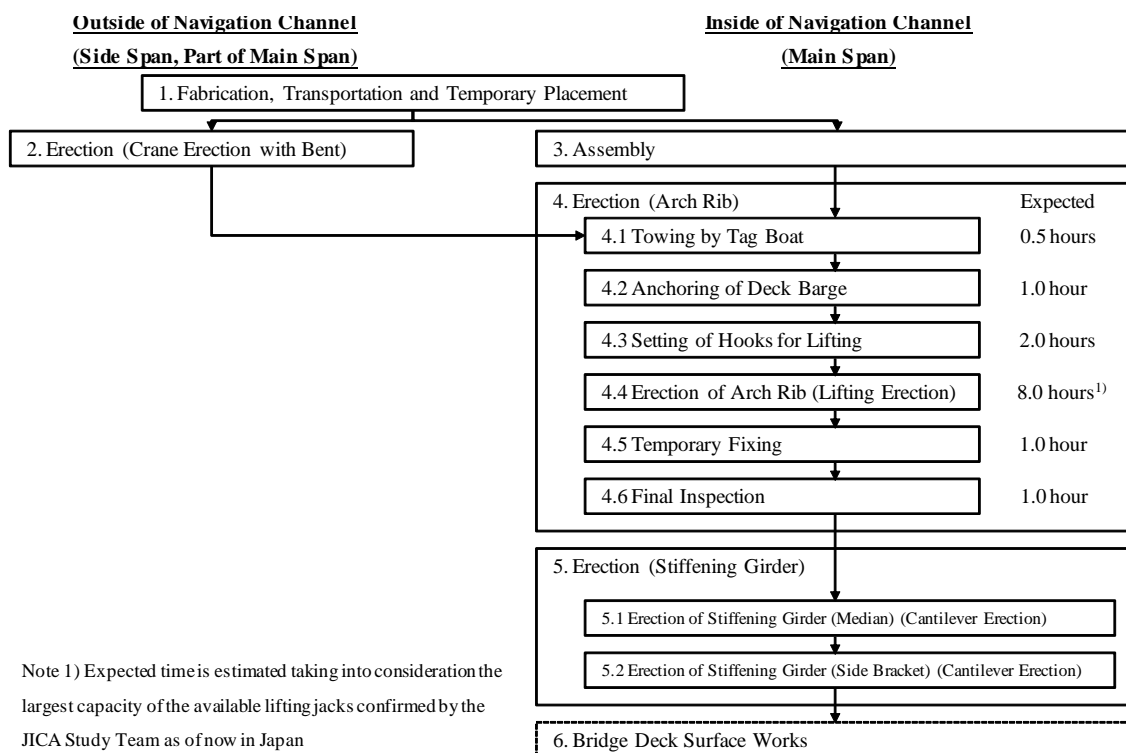 Outside of Navigation Channel
(Side Span, Part of Main Span)
Inside of Navigation Channel
(Main Span)
1. Fabrication, Transportation and Temporary Placement
2. Erection (Crane Erection with Bent)
3. Assembly
4. Erection (Arch Rib)
Expected
4.1 Towing by Tag Boat
0.5 hours
4.2 Anchoring of Deck Barge
1.0 hour
4.3 Setting of Hooks for Lifting
2.0 hours
4.4 Erection of Arch Rib (Lifting Erection)
8.0 hours1)
4.5 Temporary Fixing
1.0 hour
4.6 Final Inspection
1.0 hour
5. Erection (Stiffening Girder)
5.1 Erection of Stiffening Girder (Median) (Cantilever Erection)
5.2 Erection of Stiffening Girder (Side Bracket) (Cantilever Erection)
6. Bridge Deck Surface Works
Note 1) Expected time is estimated taking into consideration the
largest capacity of the available lifting jacks confirmed by the
JICA Study Team as of now in Japan